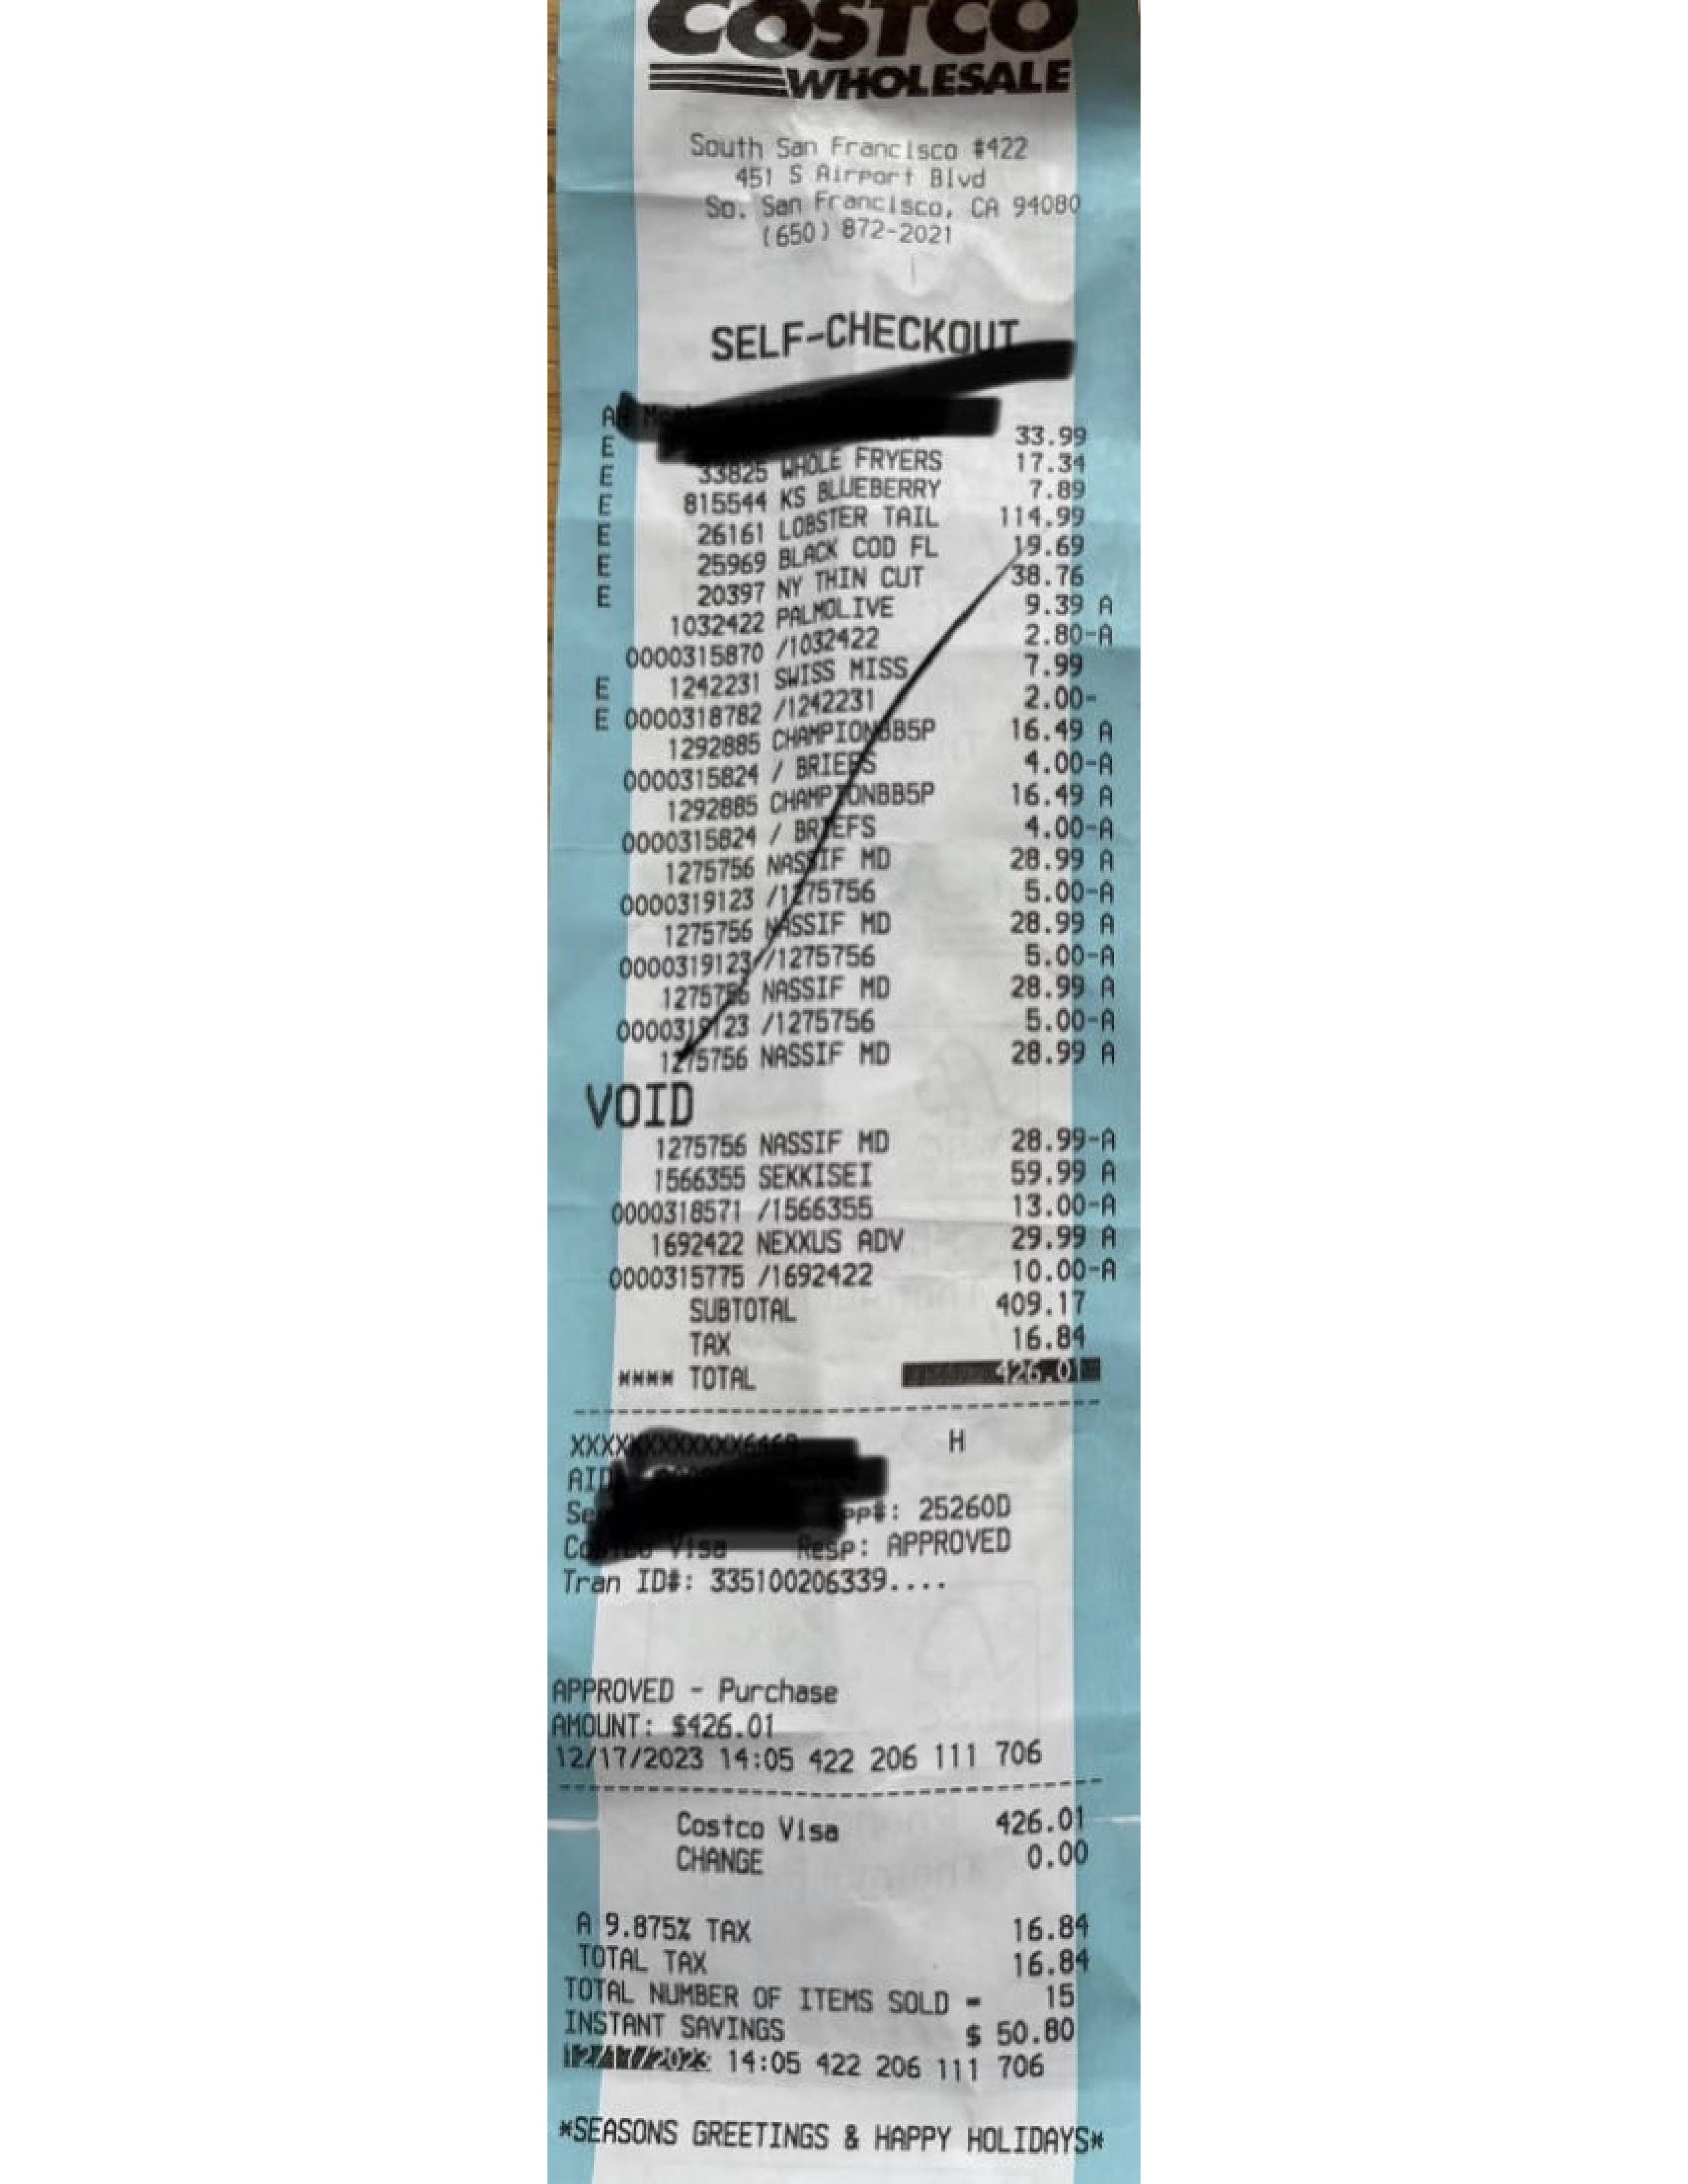 COSTCO
WHOLESALE
South San Francisco #422
451 S Airport Blvd
So. San Francisco, CA 94080
(650) 872-2021
SELF-CHECKOUT
E 33.99
E 33825 WHOLE FRYERS 17.34
E 815544 KS BLUEBERRY 7.89
E 26161 LOBSTER TAIL 114.99
E 25969 BLACK COD FL 19.69
E 20397 NY THIN CUT 38.76
1032422 PALMOLIVE 9.39 A
0000315870 /1032422 2.80-A
E 1242231 SWISS MISS 7.99
E 0000318782 /1242231 2.00-
1292885 CHAMPIONBB5P 16.49 A
0000315824 / BRIEFS 4.00-A
1292885 CHAMPIONBB5P 16.49 A
0000315824 / BRIEFS 4.00-A
1275756 NASSIF MD 28.99 A
0000319123 /1275756 5.00-A
1275756 NASSIF MD 28.99 A
0000319123 /1275756 5.00-A
1275756 NASSIF MD 28.99 A
0000319123 /1275756 5.00-A
1275756 NASSIF MD 28.99 A
VOID
1275756 NASSIF MD 28.99-A
1566355 SEKKISEI 59.99 A
0000318571 /1566355 13.00-A
1692422 NEXXUS ADV 29.99 A
0000315775 /1692422 10.00-A
SUBTOTAL 409.17
TAX 16.84
**** TOTAL 426.01
H
AID
App#: 25260D
Costco Visa Resp: APPROVED
Tran ID#: 335100206339....
APPROVED - Purchase
AMOUNT: $426.01
12/17/2023 14:05 422 206 111 706
Costco Visa 426.01
CHANGE 0.00
A 9.875% TAX 16.84
TOTAL TAX 16.84
TOTAL NUMBER OF ITEMS SOLD = 15
INSTANT SAVINGS $ 50.80
12/17/2023 14:05 422 206 111 706
*SEASONS GREETINGS & HAPPY HOLIDAYS*